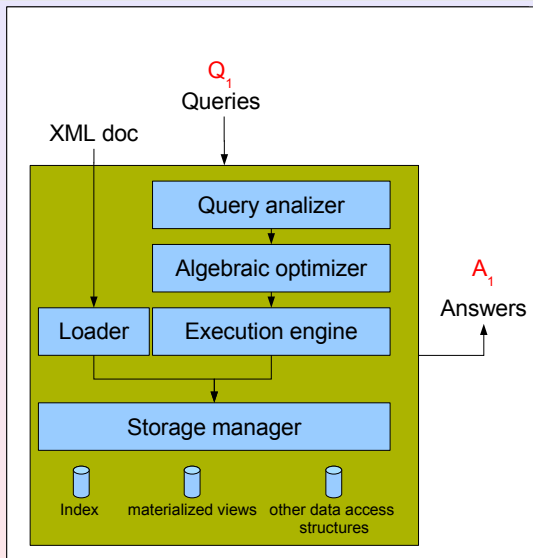 Q1
Queries
XML doc
Query analizer
Algebraic optimizer
A1
Answers
Loader
Execution engine
Storage manager
Index
materialized views
other data access
structures